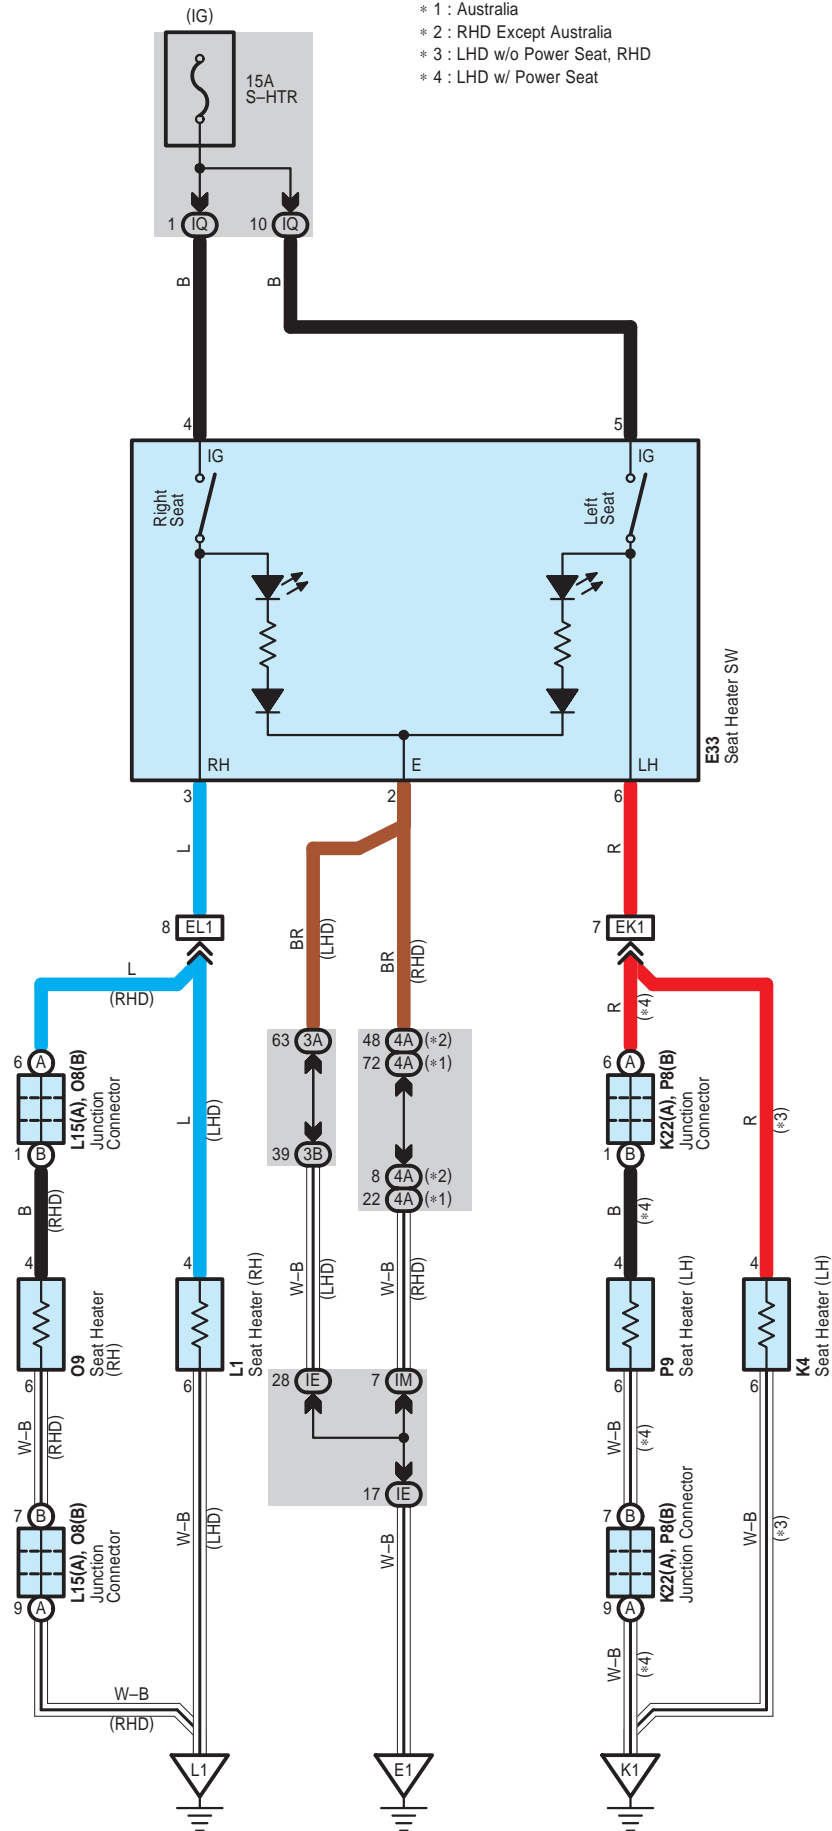 (IG)
∗ 1 : Australia
∗ 2 : RHD Except Australia
∗ 3 : LHD w/o Power Seat, RHD
∗ 4 : LHD w/ Power Seat
15A
S–HTR
1 IQ
10 IQ
B
B
4
5
IG
IG
Right
Seat
Left
Seat
E33
Seat Heater SW
RH
E
LH
3
2
6
L
R
8 EL1
7 EK1
BR
(LHD)
BR
(RHD)
L
(RHD)
R
(∗4)
63 3A
48 4A (∗2)
72 4A (∗1)
6 A
L15(A), O8(B)
Junction
Connector
1 B
6 A
K22(A), P8(B)
Junction
Connector
1 B
L
(LHD)
R
(∗3)
39 3B
8 4A (∗2)
22 4A (∗1)
B
(RHD)
B
(∗4)
W–B
(LHD)
W–B
(RHD)
4
4
4
4
O9
Seat Heater
(RH)
L1
Seat Heater (RH)
P9
Seat Heater (LH)
K4
Seat Heater (LH)
6
6
6
6
28 IE
7 IM
W–B
(RHD)
W–B
(∗4)
17 IE
7 B
L15(A), O8(B)
Junction
Connector
9 A
7 B
K22(A), P8(B)
Junction Connector
9 A
W–B
(LHD)
W–B
W–B
(∗3)
W–B
(∗4)
W–B
(RHD)
L1
E1
K1